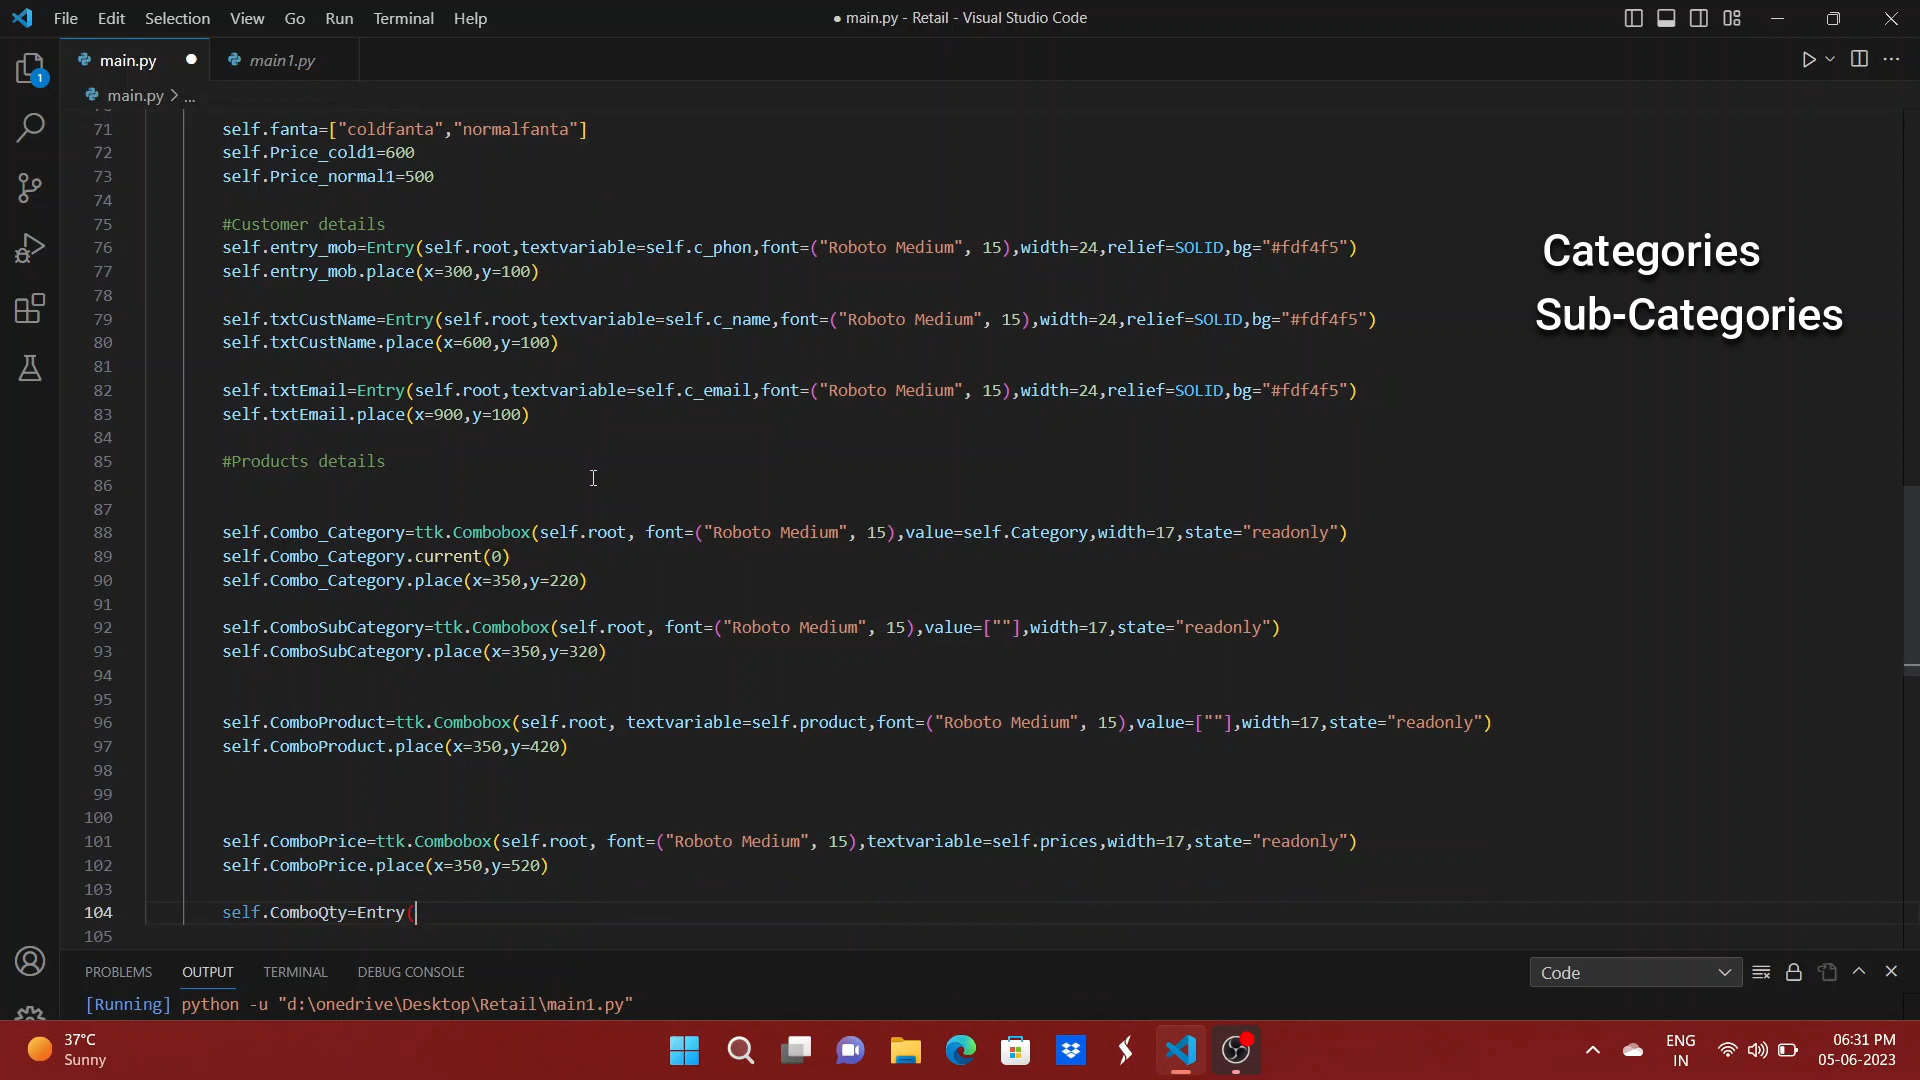 File Edit Selection View Go Run Terminal Help
● main.py - Retail - Visual Studio Code
main.py ●
main1.py
main.py > ...
1
71 self.fanta=["coldfanta","normalfanta"]
72 self.Price_cold1=600
73 self.Price_normal1=500
74
75 #Customer details
76 self.entry_mob=Entry(self.root,textvariable=self.c_phon,font=("Roboto Medium", 15),width=24,relief=SOLID,bg="#fdf4f5")
77 self.entry_mob.place(x=300,y=100)
78
79 self.txtCustName=Entry(self.root,textvariable=self.c_name,font=("Roboto Medium", 15),width=24,relief=SOLID,bg="#fdf4f5")
80 self.txtCustName.place(x=600,y=100)
81
82 self.txtEmail=Entry(self.root,textvariable=self.c_email,font=("Roboto Medium", 15),width=24,relief=SOLID,bg="#fdf4f5")
83 self.txtEmail.place(x=900,y=100)
84
85 #Products details
86
87
88 self.Combo_Category=ttk.Combobox(self.root, font=("Roboto Medium", 15),value=self.Category,width=17,state="readonly")
89 self.Combo_Category.current(0)
90 self.Combo_Category.place(x=350,y=220)
91
92 self.ComboSubCategory=ttk.Combobox(self.root, font=("Roboto Medium", 15),value=[""],width=17,state="readonly")
93 self.ComboSubCategory.place(x=350,y=320)
94
95
96 self.ComboProduct=ttk.Combobox(self.root, textvariable=self.product,font=("Roboto Medium", 15),value=[""],width=17,state="readonly")
97 self.ComboProduct.place(x=350,y=420)
98
99
100
101 self.ComboPrice=ttk.Combobox(self.root, font=("Roboto Medium", 15),textvariable=self.prices,width=17,state="readonly")
102 self.ComboPrice.place(x=350,y=520)
103
104 self.ComboQty=Entry(
105
Categories
Sub-Categories
PROBLEMS OUTPUT TERMINAL DEBUG CONSOLE
Code
[Running] python -u "d:\onedrive\Desktop\Retail\main1.py"
37°C
Sunny
ENG
IN
06:31 PM
05-06-2023